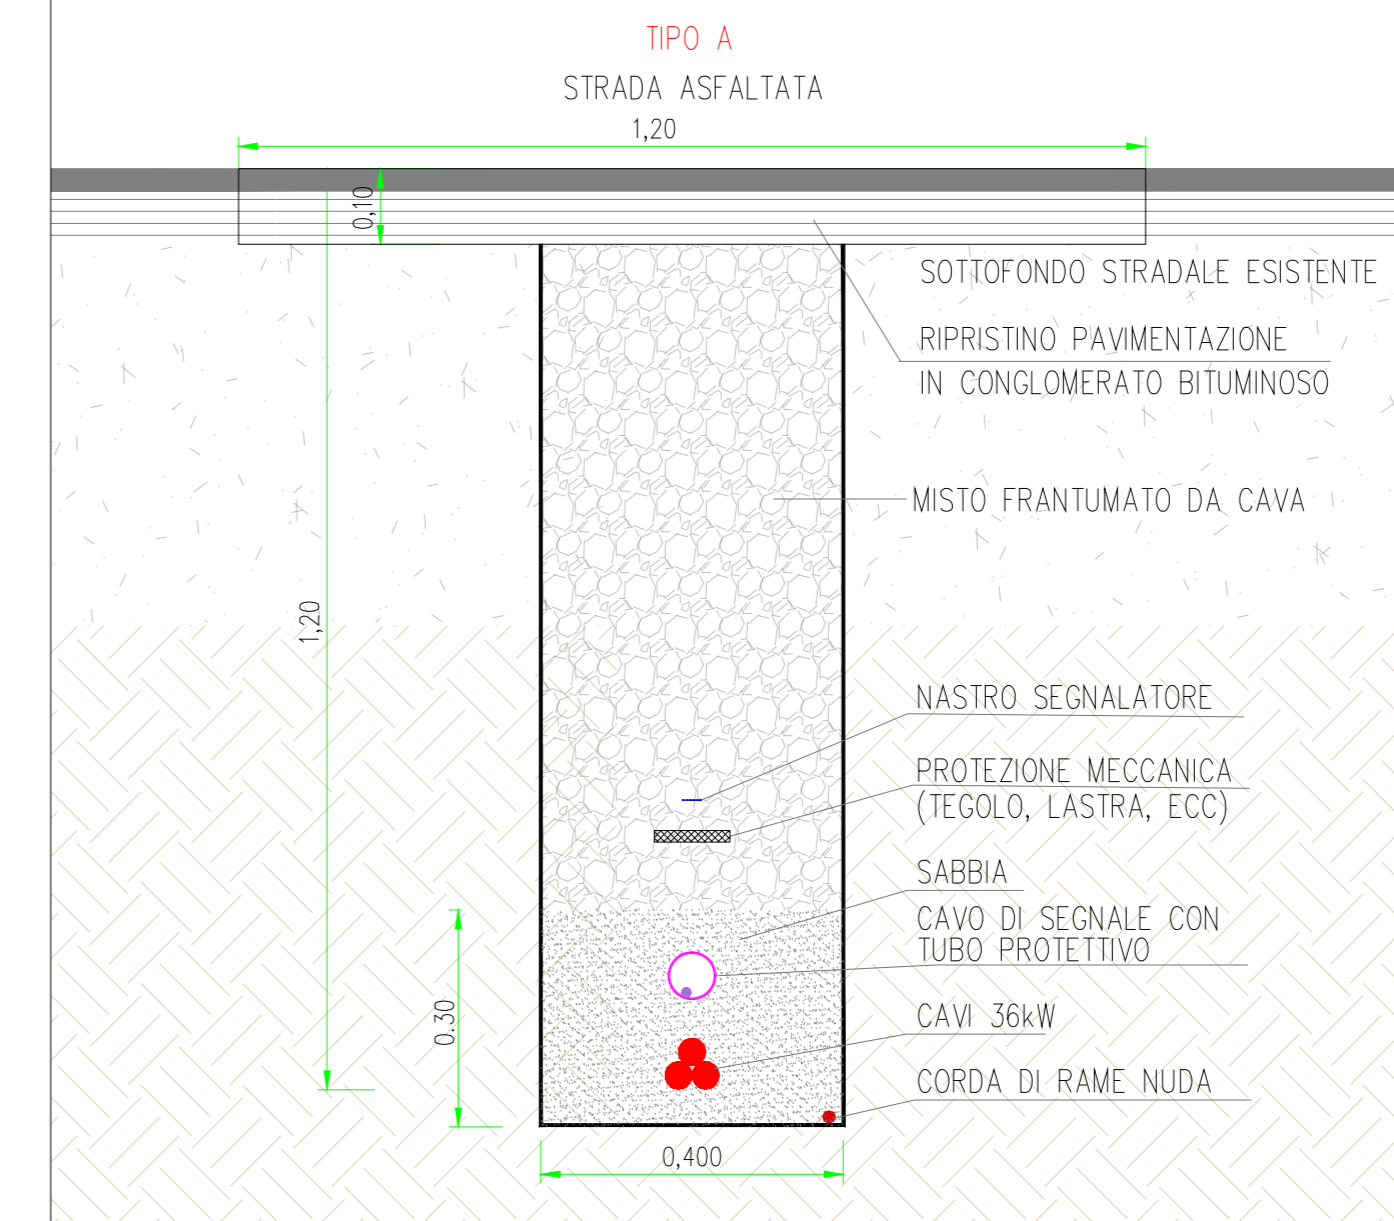 TIPO A
STRADA ASFALTATA
1,20
0,10
SOTTOFONDO STRADALE ESISTENTE
RIPRISTINO PAVIMENTAZIONE
IN CONGLOMERATO BITUMINOSO
MISTO FRANTUMATO DA CAVA
1,20
NASTRO SEGNALATORE
PROTEZIONE MECCANICA
(TEGOLO, LASTRA, ECC)
SABBIA
CAVO DI SEGNALE CON
TUBO PROTETTIVO
0.30
CAVI 36kW
CORDA DI RAME NUDA
0,400